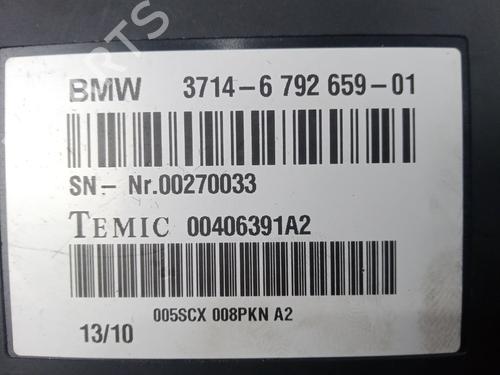 BMW 3714-6 792 659-01
SN- Nr.00270033
TEMIC 00406391A2
005SCX 008PKN A2
13/10